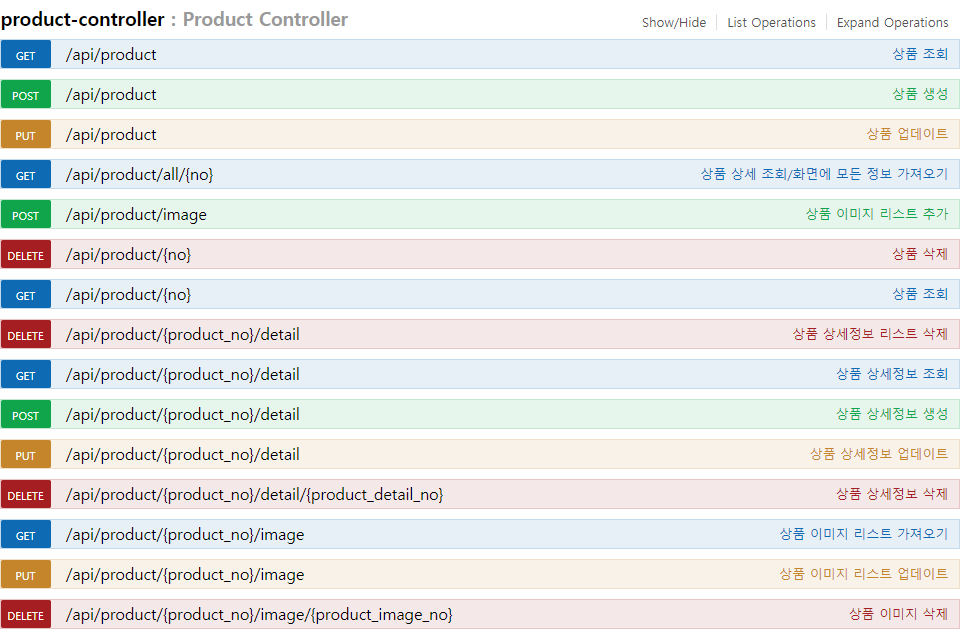 product-controller : Product Controller Show/Hide List Operations Expand Operations
GET /api/product 상품 조회
POST /api/product 상품 생성
PUT /api/product 상품 업데이트
GET /api/product/all/{no} 상품 상세 조회/화면에 모든 정보 가져오기
POST /api/product/image 상품 이미지 리스트 추가
DELETE /api/product/{no} 상품 삭제
GET /api/product/{no} 상품 조회
DELETE /api/product/{product_no}/detail 상품 상세정보 리스트 삭제
GET /api/product/{product_no}/detail 상품 상세정보 조회
POST /api/product/{product_no}/detail 상품 상세정보 생성
PUT /api/product/{product_no}/detail 상품 상세정보 업데이트
DELETE /api/product/{product_no}/detail/{product_detail_no} 상품 상세정보 삭제
GET /api/product/{product_no}/image 상품 이미지 리스트 가져오기
PUT /api/product/{product_no}/image 상품 이미지 리스트 업데이트
DELETE /api/product/{product_no}/image/{product_image_no} 상품 이미지 삭제